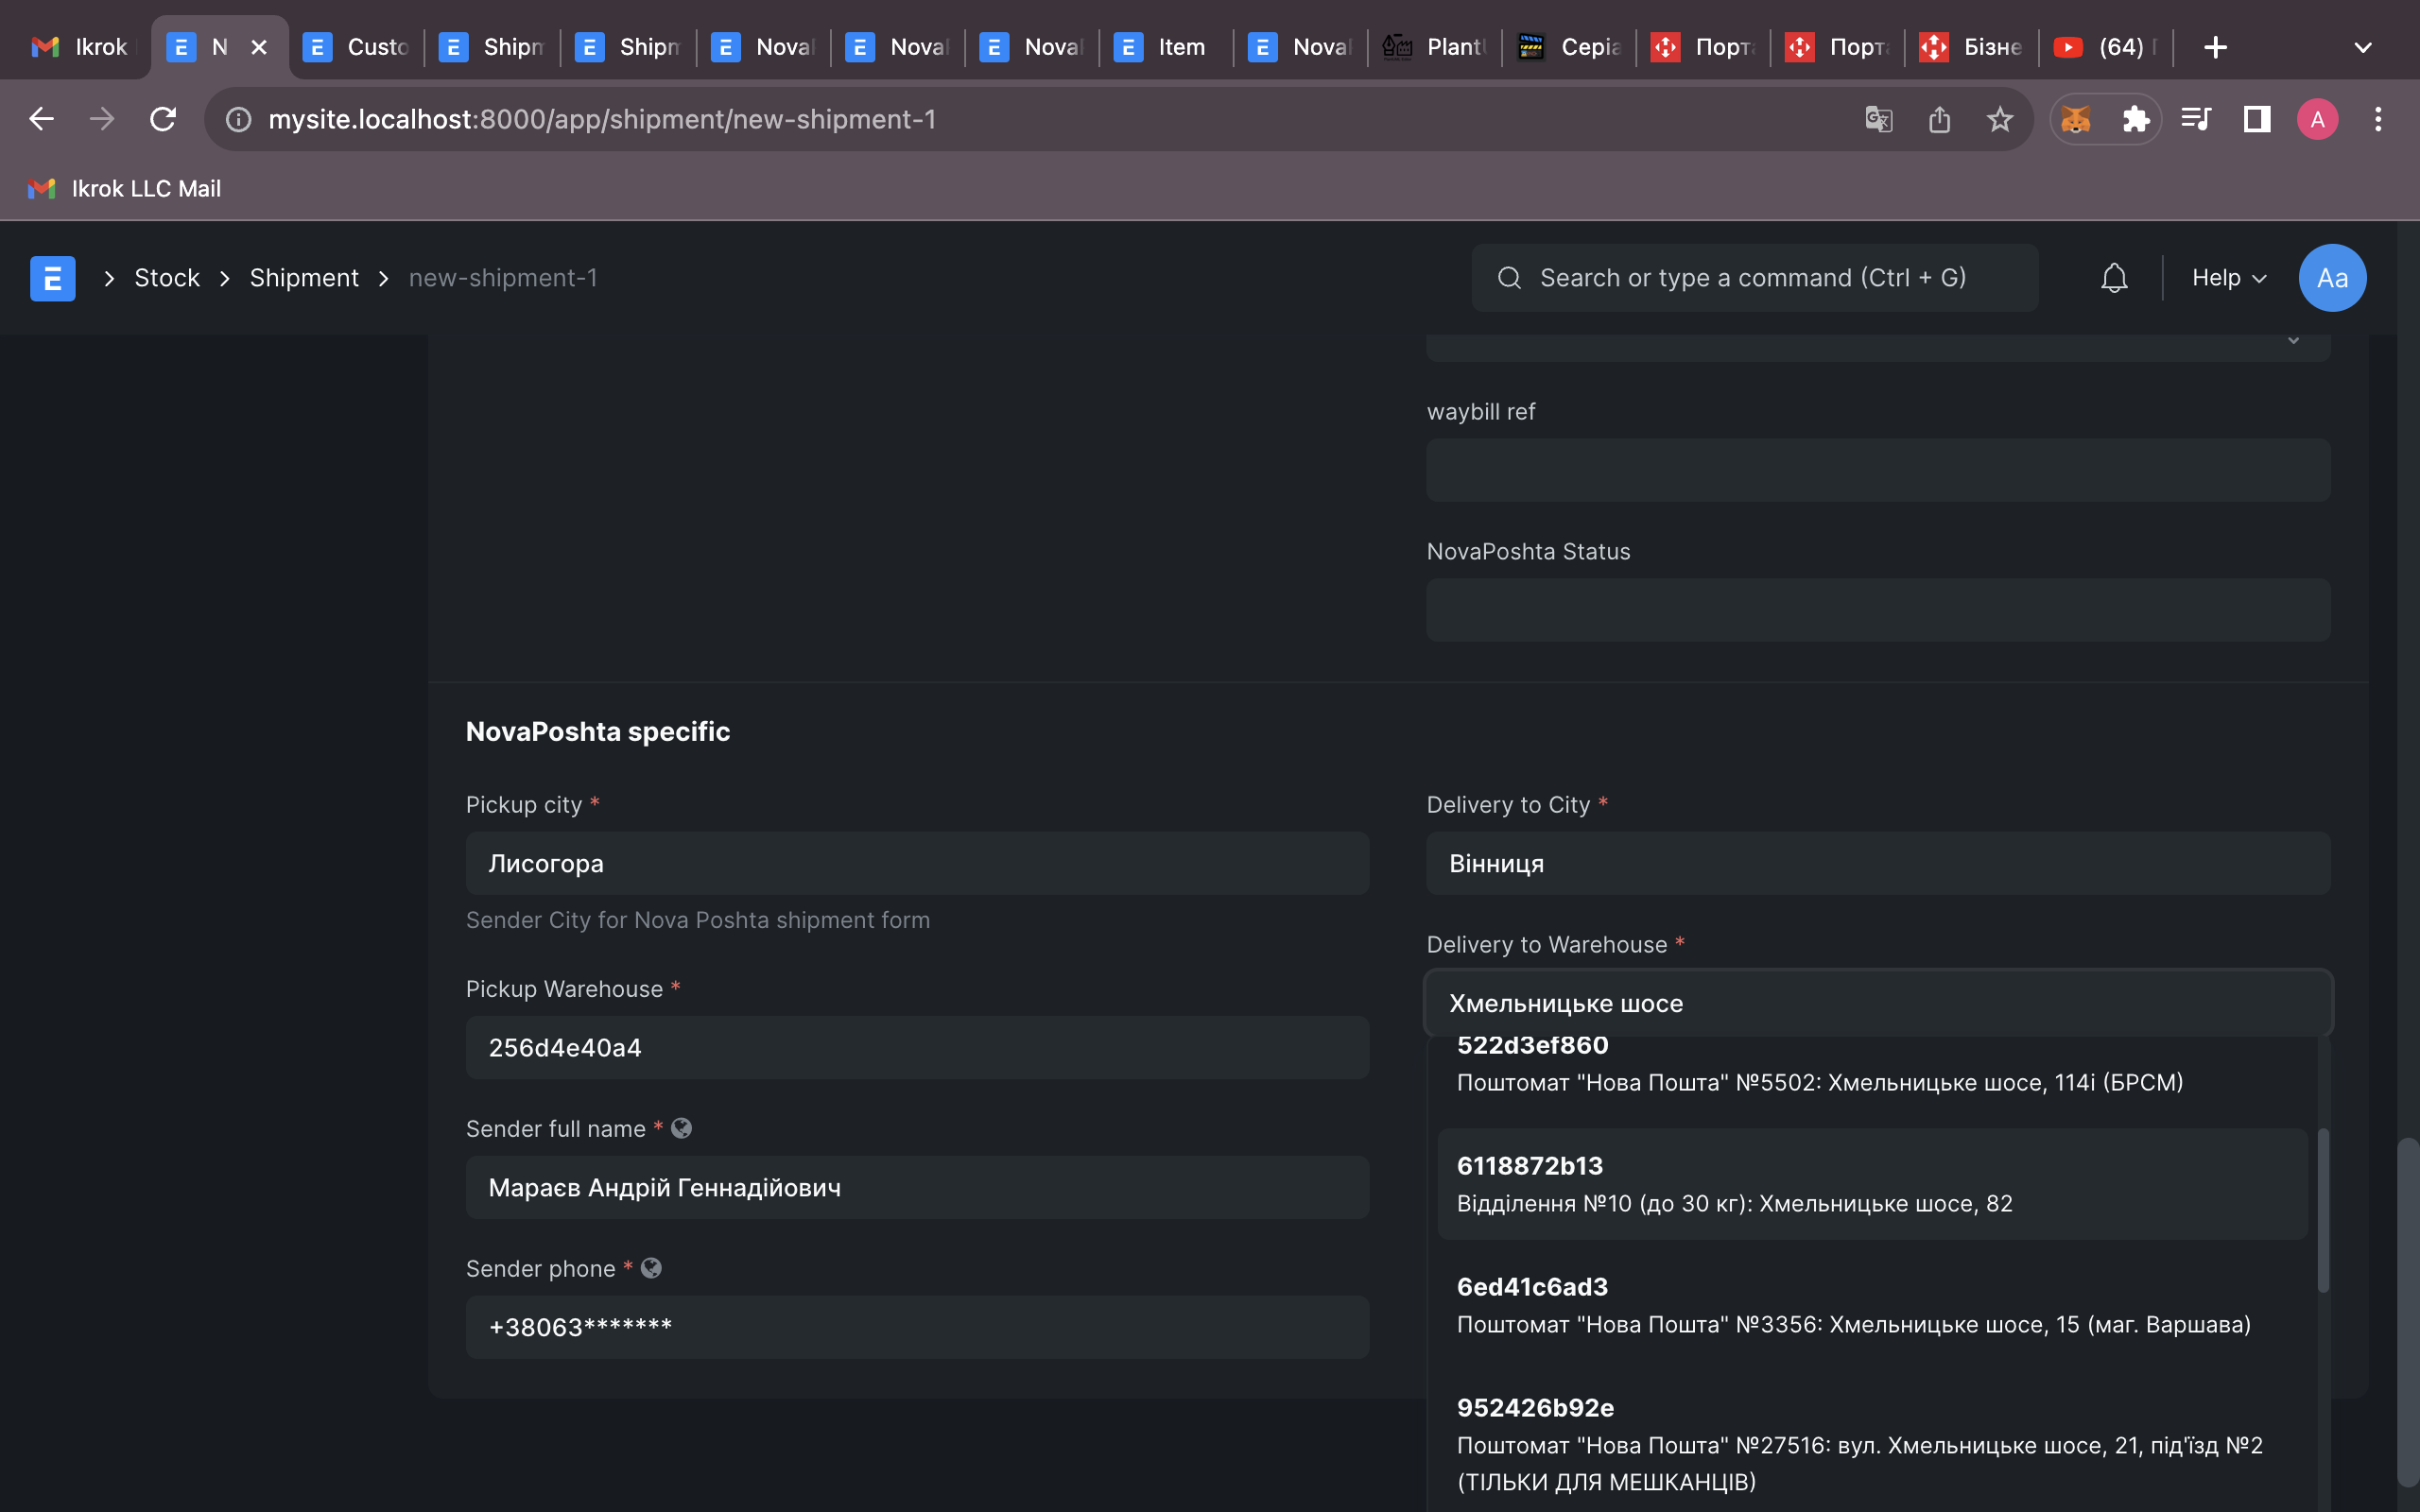 Ikrok
N
Custo
Shipm
Shipm
Nova
Nova
Nova
Item
Nova
Plant
Серіа
Порта
Порта
Бізне
(64)
mysite.localhost:8000/app/shipment/new-shipment-1
A
Ikrok LLC Mail
E
Stock
Shipment
new-shipment-1
Search or type a command (Ctrl + G)
Help
Aa
waybill ref
NovaPoshta Status
NovaPoshta specific
Pickup city *
Лисогора
Sender City for Nova Poshta shipment form
Pickup Warehouse *
256d4e40a4
Sender full name *
Мараєв Андрій Геннадійович
Sender phone *
+38063*******
Delivery to City *
Вінниця
Delivery to Warehouse *
Хмельницьке шосе
522d3ef860
Поштомат "Нова Пошта" №5502: Хмельницьке шосе, 114і (БРСМ)
6118872b13
Відділення №10 (до 30 кг): Хмельницьке шосе, 82
6ed41c6ad3
Поштомат "Нова Пошта" №3356: Хмельницьке шосе, 15 (маг. Варшава)
952426b92e
Поштомат "Нова Пошта" №27516: вул. Хмельницьке шосе, 21, під'їзд №2
(ТІЛЬКИ ДЛЯ МЕШКАНЦІВ)